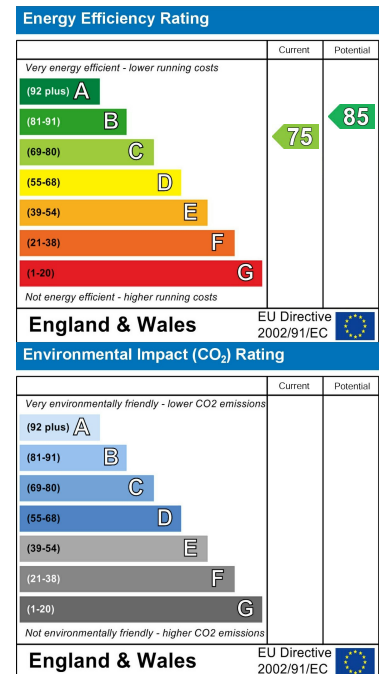 Energy Efficiency Rating
Current Potential
Very energy efficient - lower running costs
(92 plus) A
(81-91) B
(69-80) C
(55-68) D
(39-54) E
(21-38) F
(1-20) G
75
85
Not energy efficient - higher running costs
England & Wales
EU Directive
2002/91/EC
Environmental Impact (CO₂) Rating
Current Potential
Very environmentally friendly - lower CO2 emissions
(92 plus) A
(81-91) B
(69-80) C
(55-68) D
(39-54) E
(21-38) F
(1-20) G
Not environmentally friendly - higher CO2 emissions
England & Wales
EU Directive
2002/91/EC